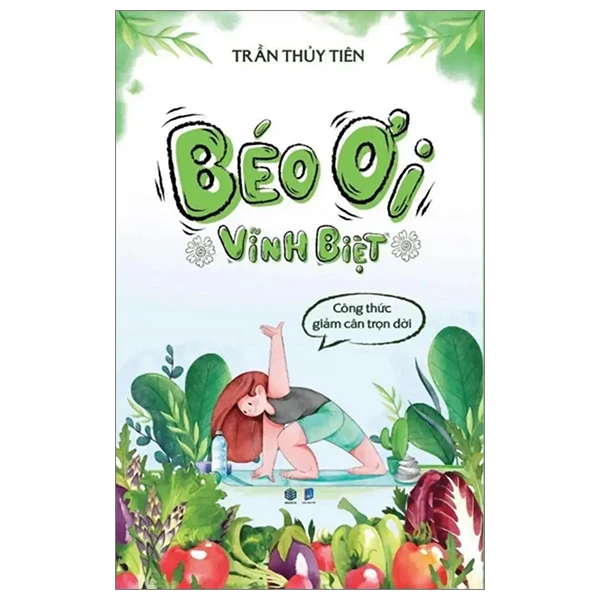 TRẦN THỦY TIÊN
BÉO ƠI
VĨNH BIỆT
Công thức
giảm cân trọn đời